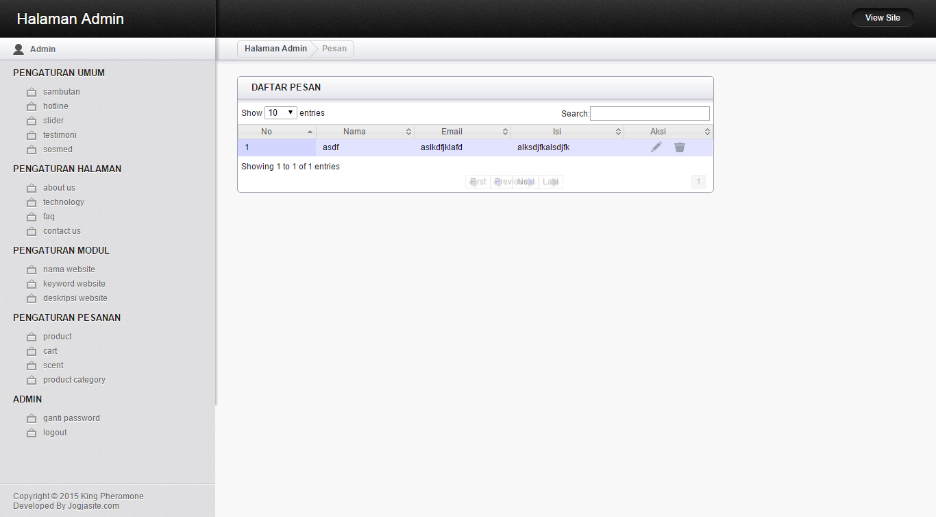 Halaman Admin
View Site
Admin
Halaman Admin
Pesan
PENGATURAN UMUM
sambutan
hotline
slider
testimoni
sosmed
PENGATURAN HALAMAN
about us
technology
faq
contact us
PENGATURAN MODUL
nama website
keyword website
deskripsi website
PENGATURAN PESANAN
product
cart
scent
product category
ADMIN
ganti password
logout
Copyright © 2015 King Pheromone
Developed By Jogjasite.com
DAFTAR PESAN
Show 10 entries
Search:
No Nama Email Isi Aksi
1 asdf aslkdfjklafd alksdjfkalsdjfk
Showing 1 to 1 of 1 entries
First Previous Next Last 1